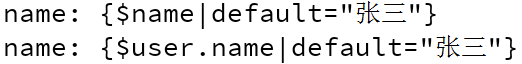 name: {$name|default="张三"}
name: {$user.name|default="张三"}